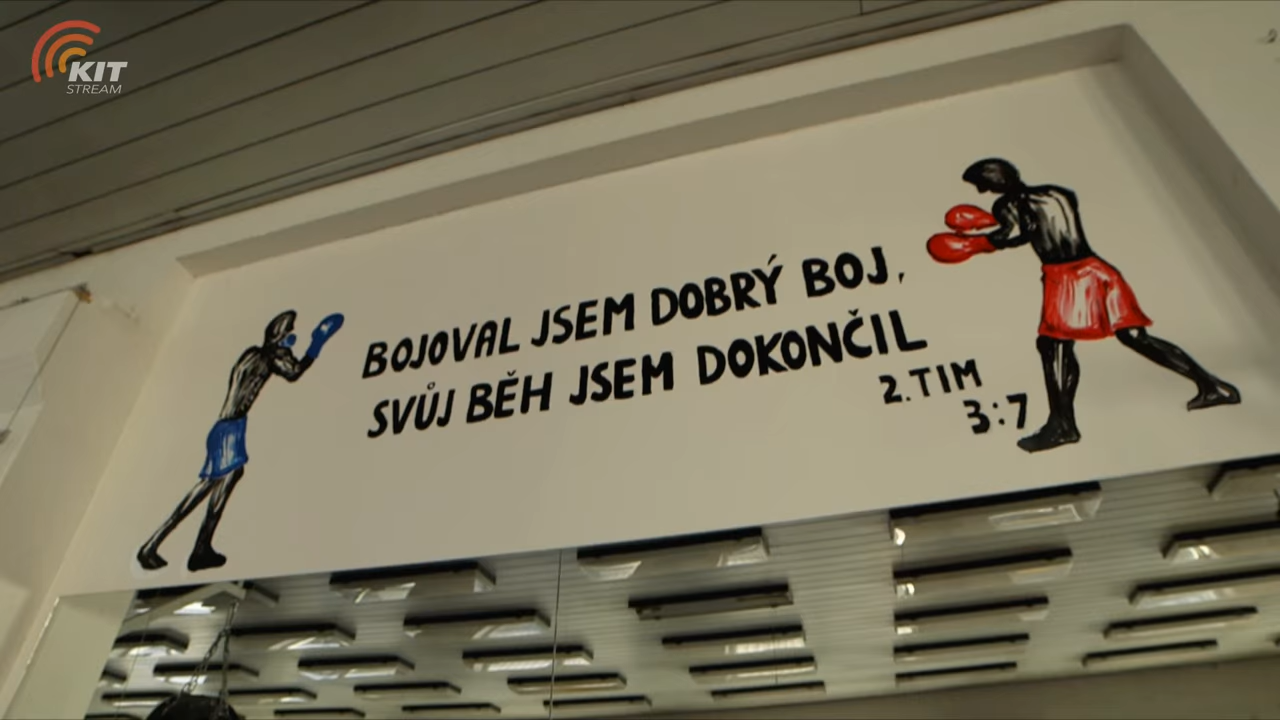 KIT
STREAM
BOJOVAL JSEM DOBRÝ BOJ,
SVŮJ BĚH JSEM DOKONČIL
2. TIM
3:7